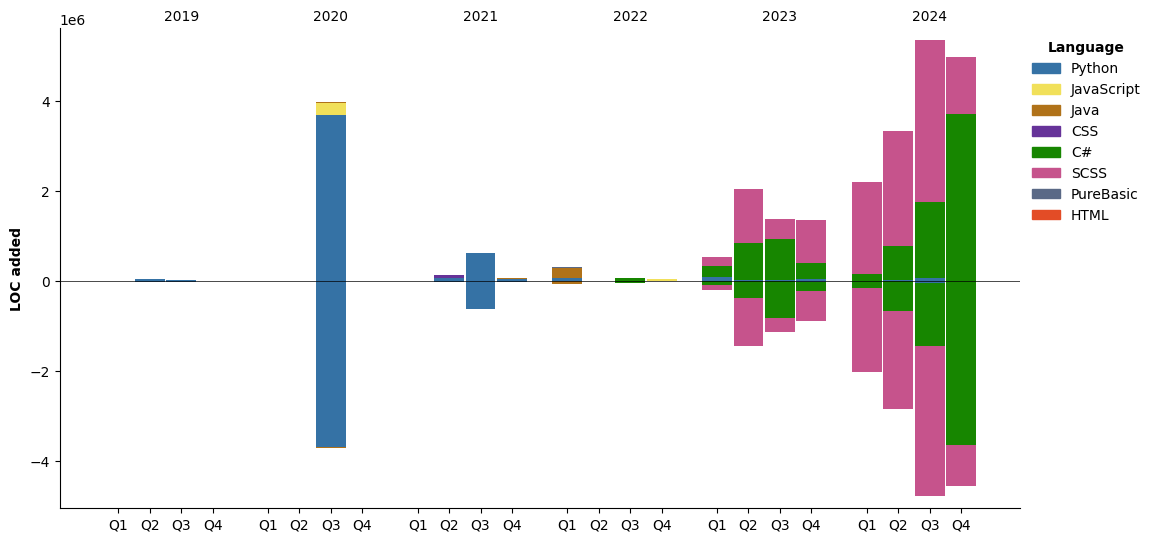 1e6
2019 2020 2021 2022 2023 2024
LOC added
4
2
0
−2
−4
Q1 Q2 Q3 Q4 Q1 Q2 Q3 Q4 Q1 Q2 Q3 Q4 Q1 Q2 Q3 Q4 Q1 Q2 Q3 Q4 Q1 Q2 Q3 Q4
Language
Python
JavaScript
Java
CSS
C#
SCSS
PureBasic
HTML